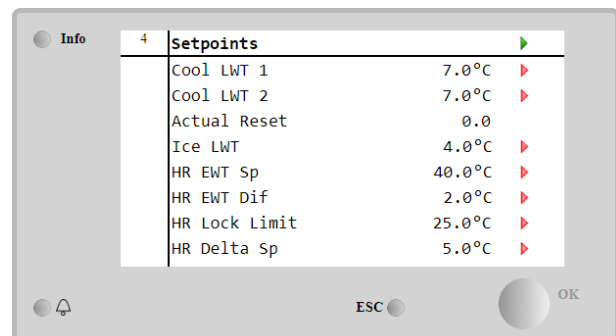 Info
4 Setpoints
Cool LWT 1 7.0°C
Cool LWT 2 7.0°C
Actual Reset 0.0
Ice LWT 4.0°C
HR EWT Sp 40.0°C
HR EWT Dif 2.0°C
HR Lock Limit 25.0°C
HR Delta Sp 5.0°C
ESC
OK